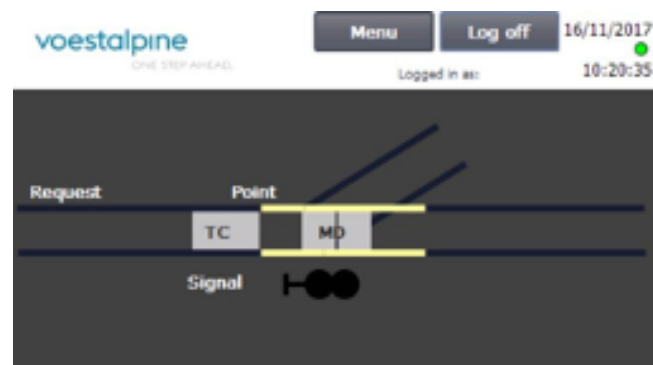 voestalpine
ONE STEP AHEAD.
Menu
Log off
16/11/2017
Logged in as:
10:20:35
Request
Point
TC
MD
Signal